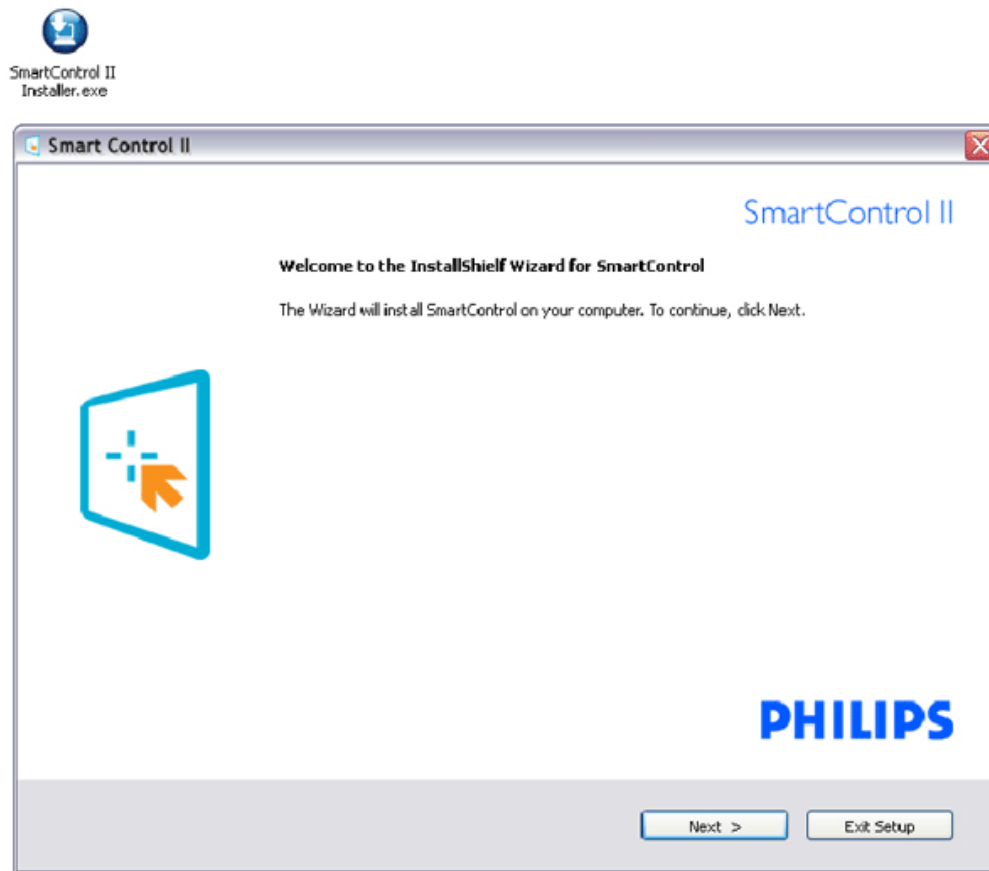 SmartControl II
Installer.exe
Smart Control II
SmartControl II
Welcome to the InstallShielf Wizard for SmartControl
The Wizard will install SmartControl on your computer. To continue, click Next.
PHILIPS
Next >
Exit Setup